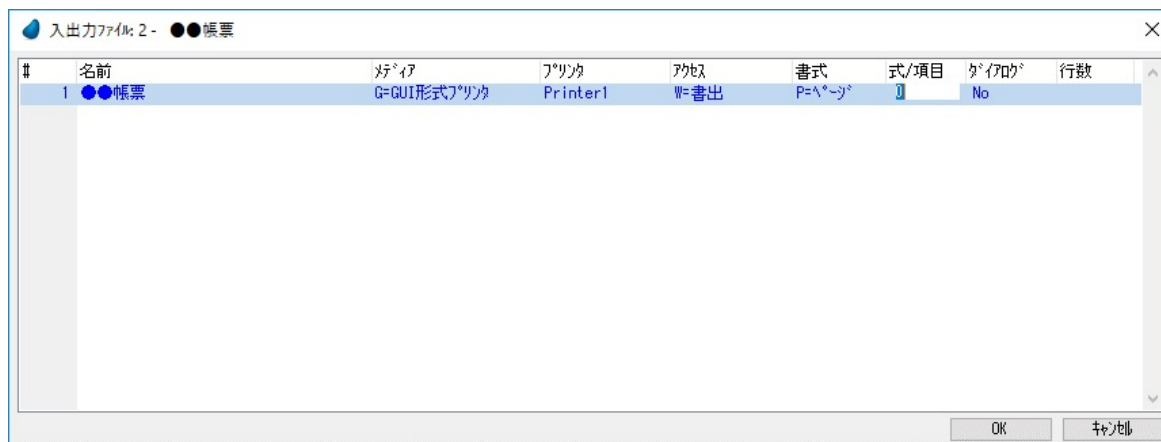 入出力ﾌｧｲﾙ: 2 - ●●帳票
# 名前 ﾒﾃﾞｨｱ ﾌﾟﾘﾝﾀ ｱｸｾｽ 書式 式/項目 ﾀﾞｲｱﾛｸﾞ 行数
1 ●●帳票 G=GUI形式ﾌﾟﾘﾝﾀ Printer1 W=書出 P=ﾍﾟｰｼﾞ 0 No
OK ｷｬﾝｾﾙ